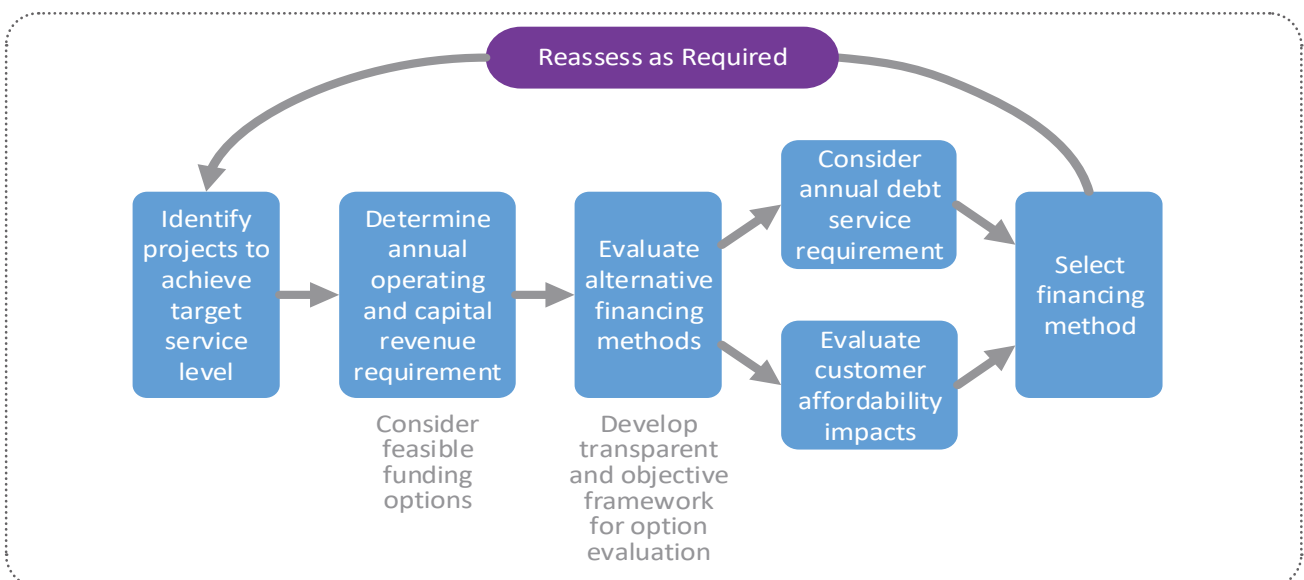 Reassess as Required
Identify
projects to
achieve
target
service
level
Determine
annual
operating
and capital
revenue
requirement
Consider
feasible
funding
options
Evaluate
alternative
financing
methods
Develop
transparent
and objective
framework
for option
evaluation
Consider
annual debt
service
requirement
Evaluate
customer
affordability
impacts
Select
financing
method